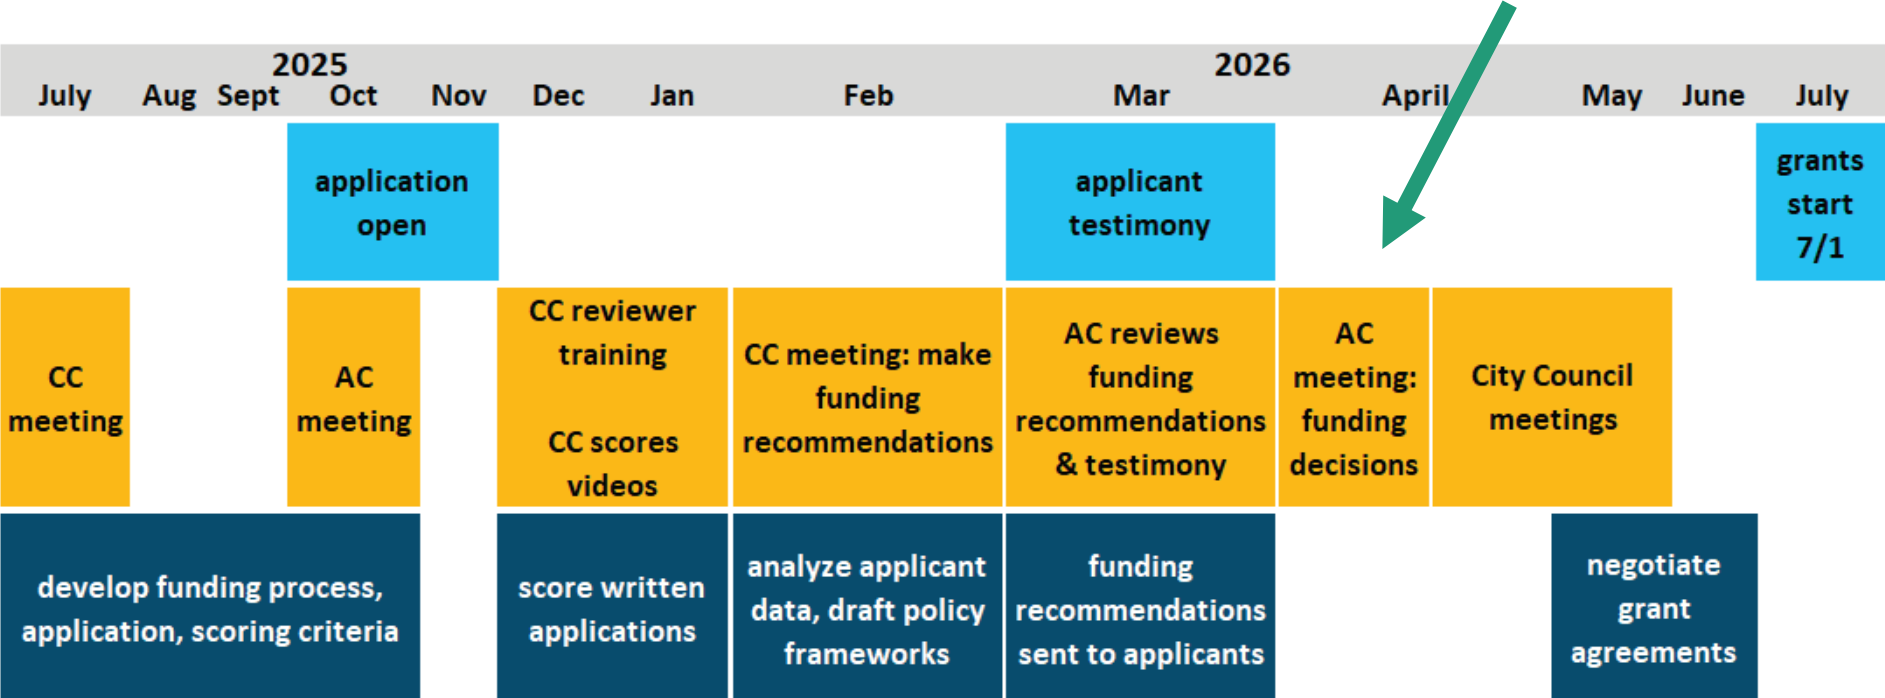 2025
2026
July Aug Sept Oct Nov Dec Jan Feb Mar April May June July
application
open
applicant
testimony
grants
start
7/1
CC
meeting
AC
meeting
CC reviewer
training
CC scores
videos
CC meeting: make
funding
recommendations
AC reviews
funding
recommendations
& testimony
AC
meeting:
funding
decisions
City Council
meetings
develop funding process,
application, scoring criteria
score written
applications
analyze applicant
data, draft policy
frameworks
funding
recommendations
sent to applicants
negotiate
grant
agreements